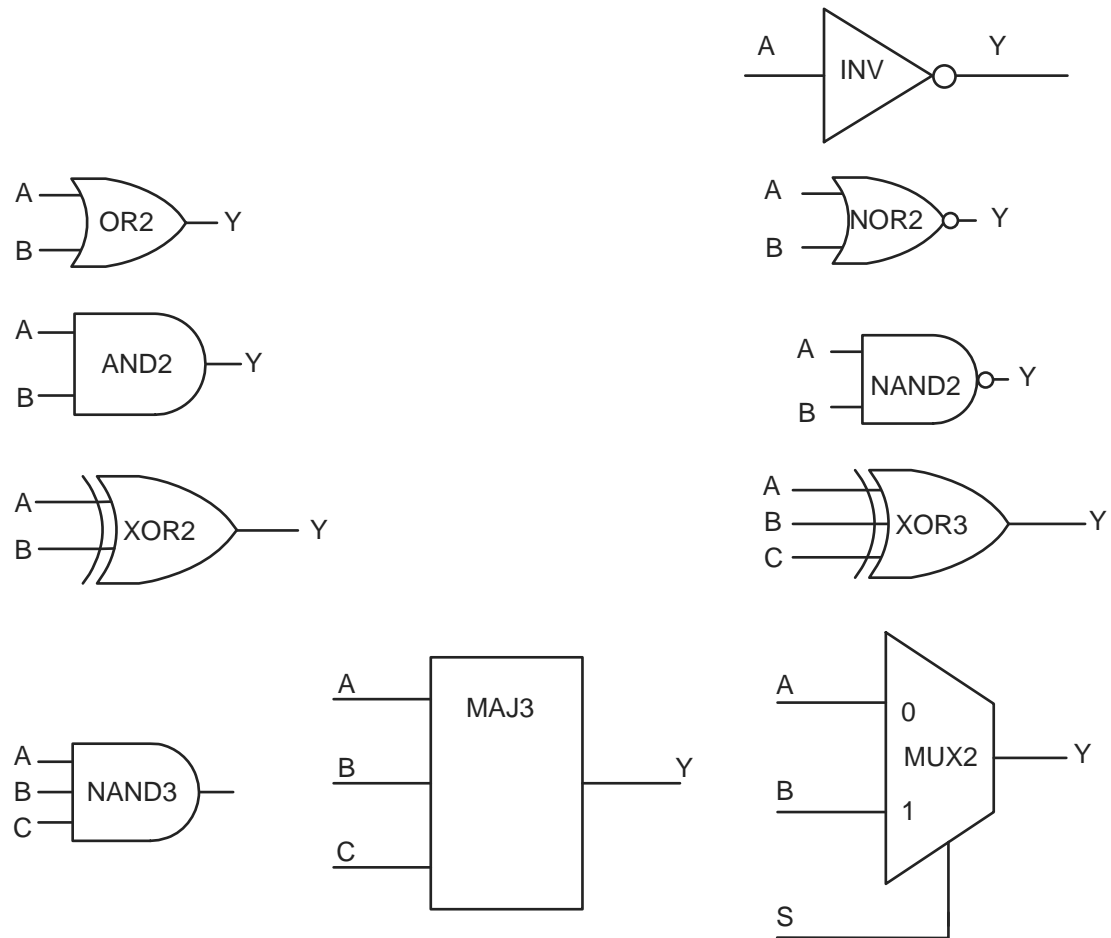 A INV Y
A OR2 Y
B
A NOR2 Y
B
A AND2 Y
B
A NAND2 Y
B
A XOR2 Y
B
A
B XOR3 Y
C
A
B NAND3
C
A MAJ3
B Y
C
A 0
MUX2 Y
B 1
S